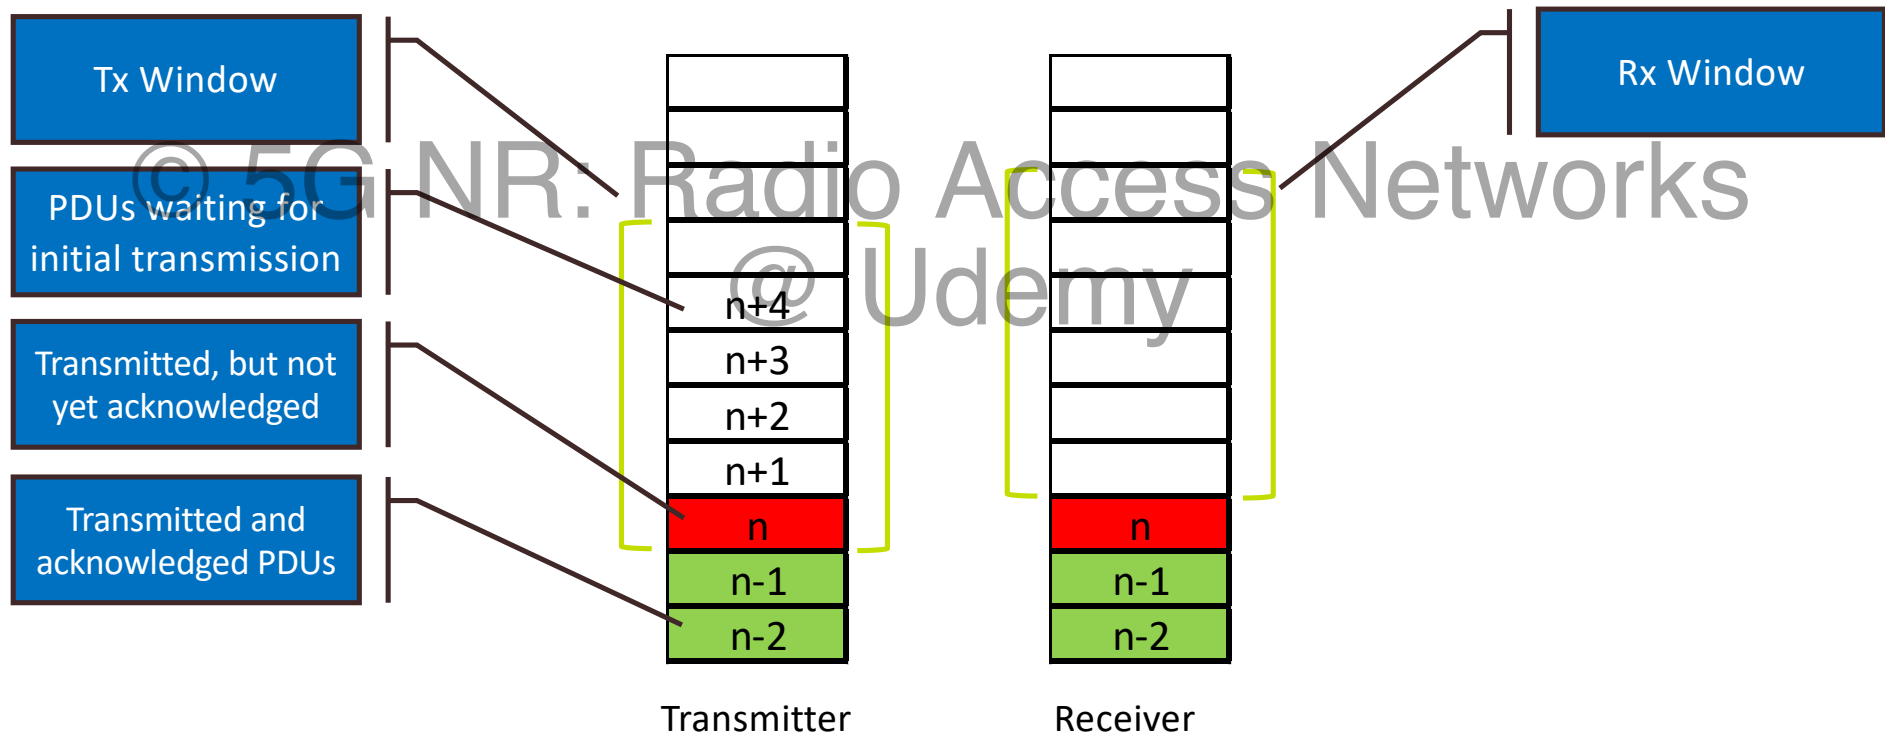 Tx Window
Rx Window
© 5G NR: Radio Access Networks
@ Udemy
PDUs waiting for
initial transmission
Transmitted, but not
yet acknowledged
Transmitted and
acknowledged PDUs
n+4
n+3
n+2
n+1
n
n-1
n-2
Transmitter
n
n-1
n-2
Receiver